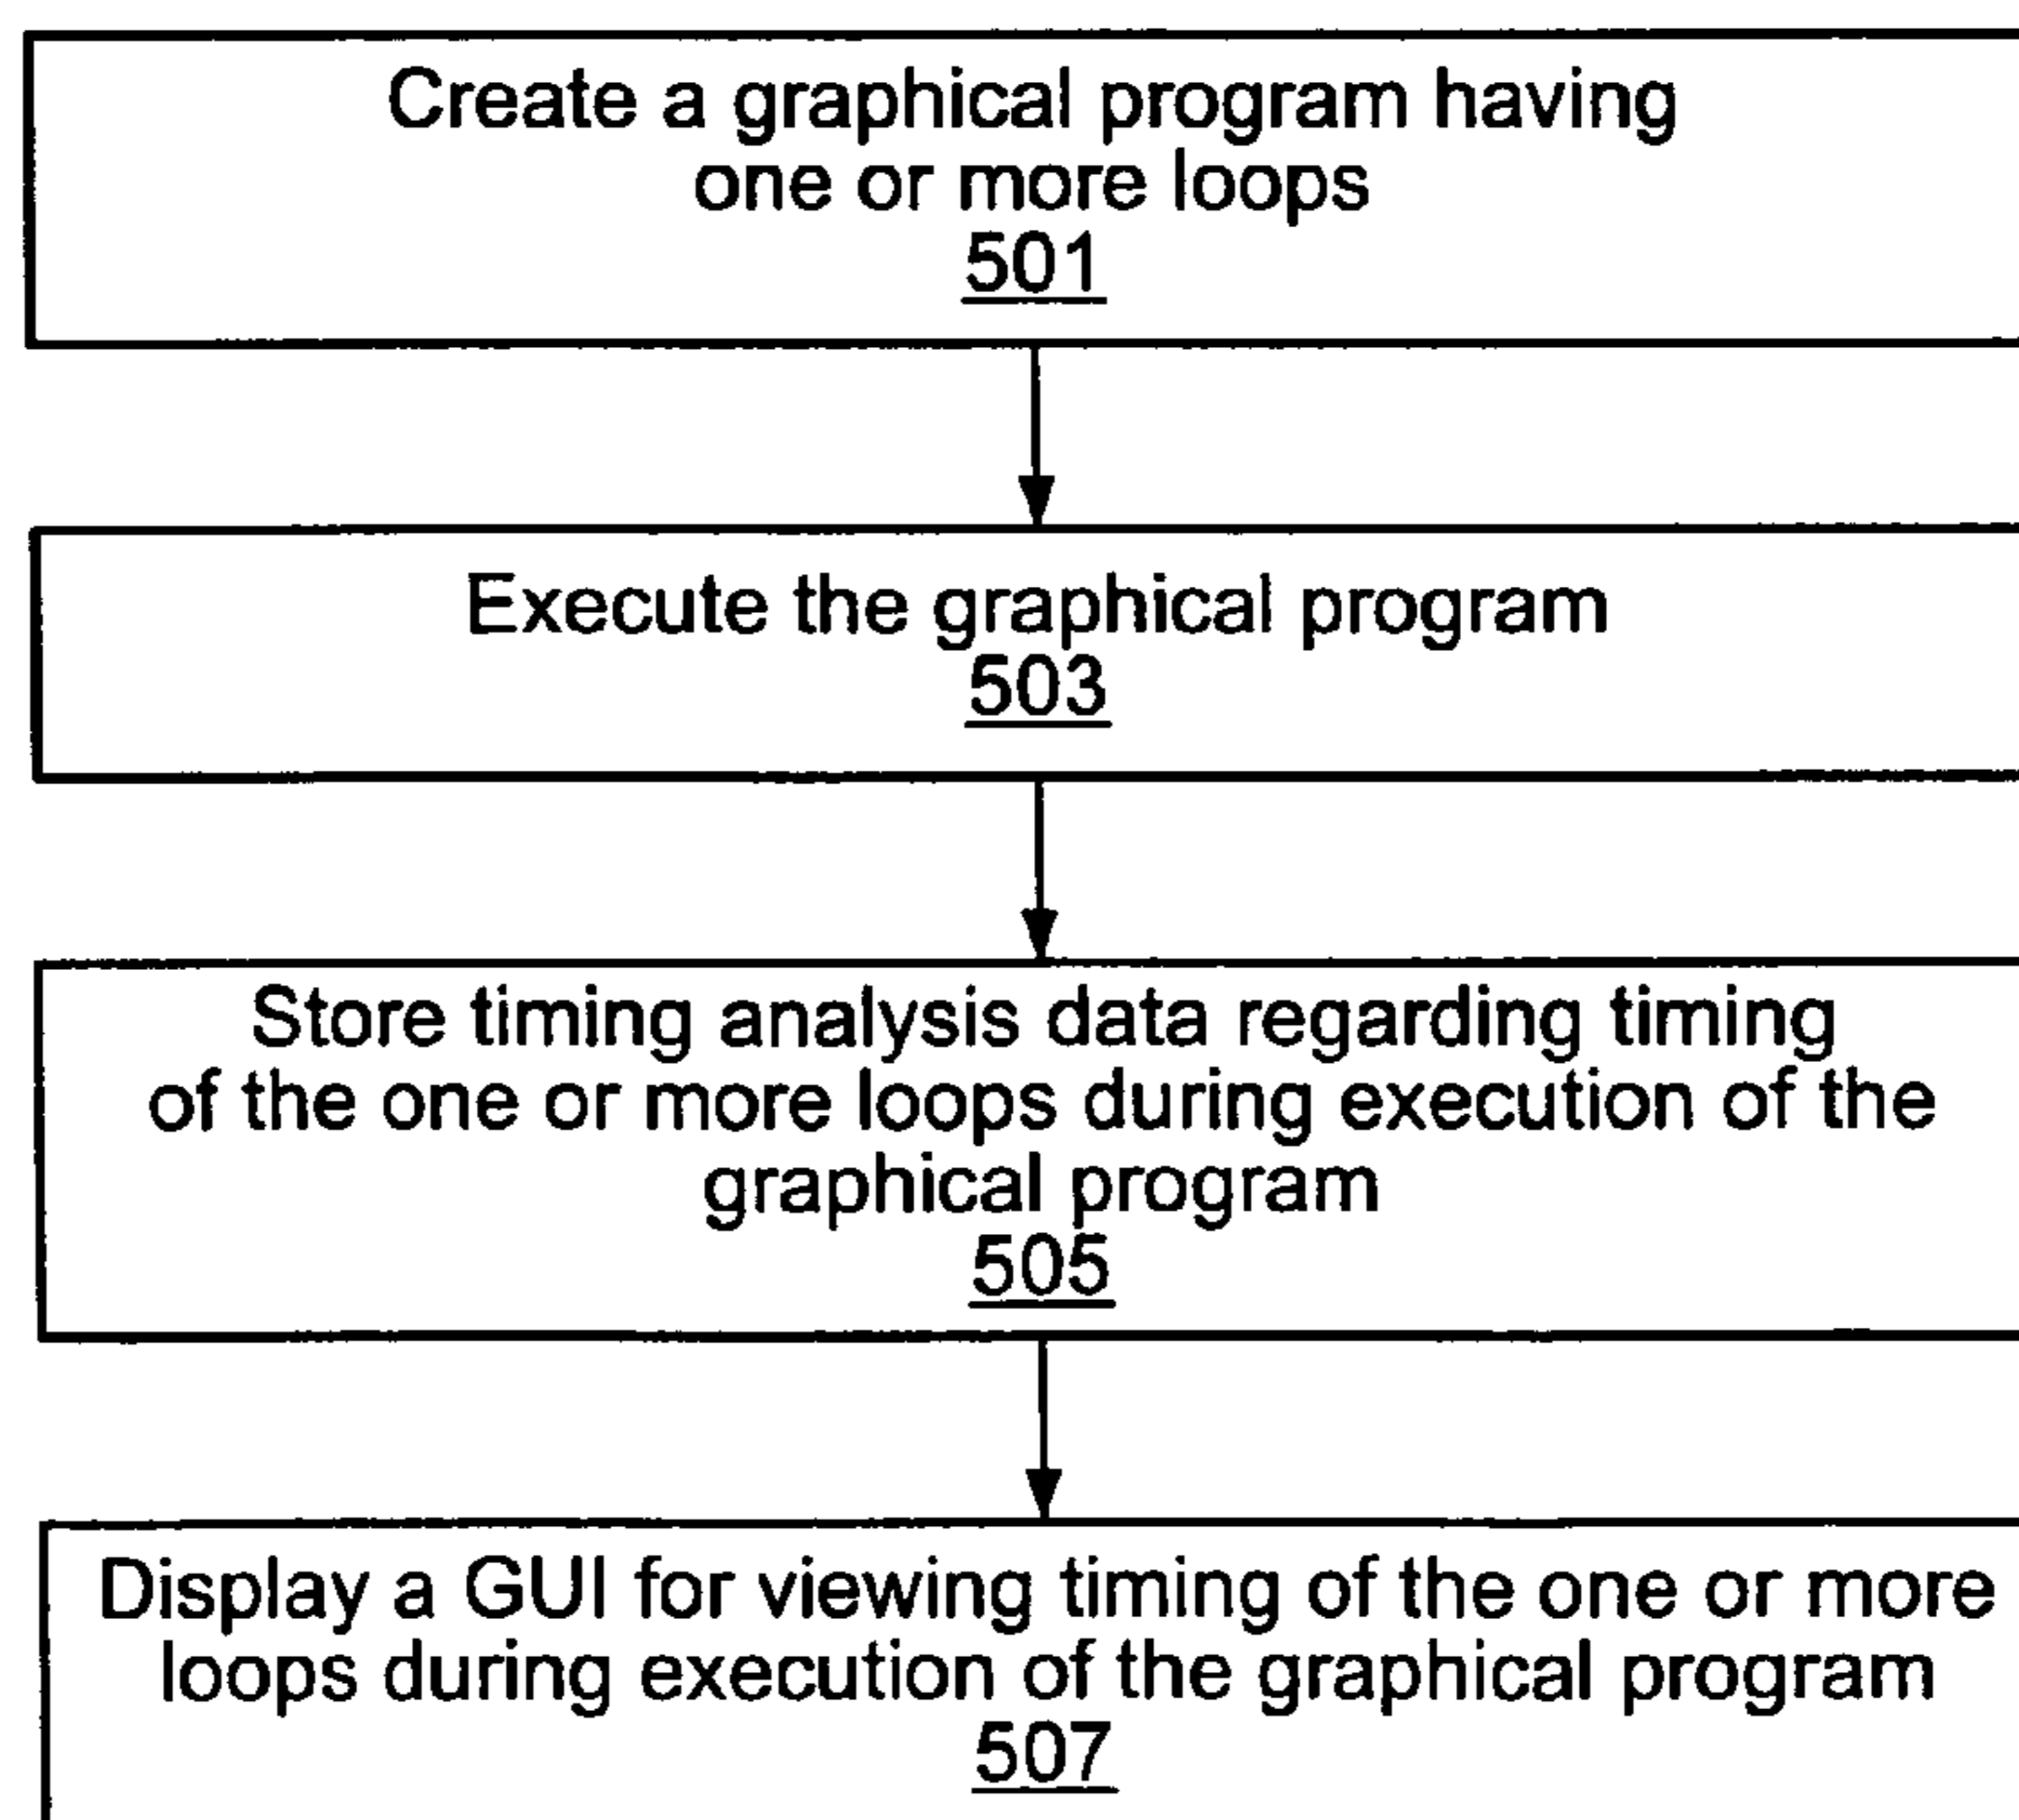 Create a graphical program having
one or more loops
501
Execute the graphical program
503
Store timing analysis data regarding timing
of the one or more loops during execution of the
graphical program
505
Display a GUI for viewing timing of the one or more
loops during execution of the graphical program
507